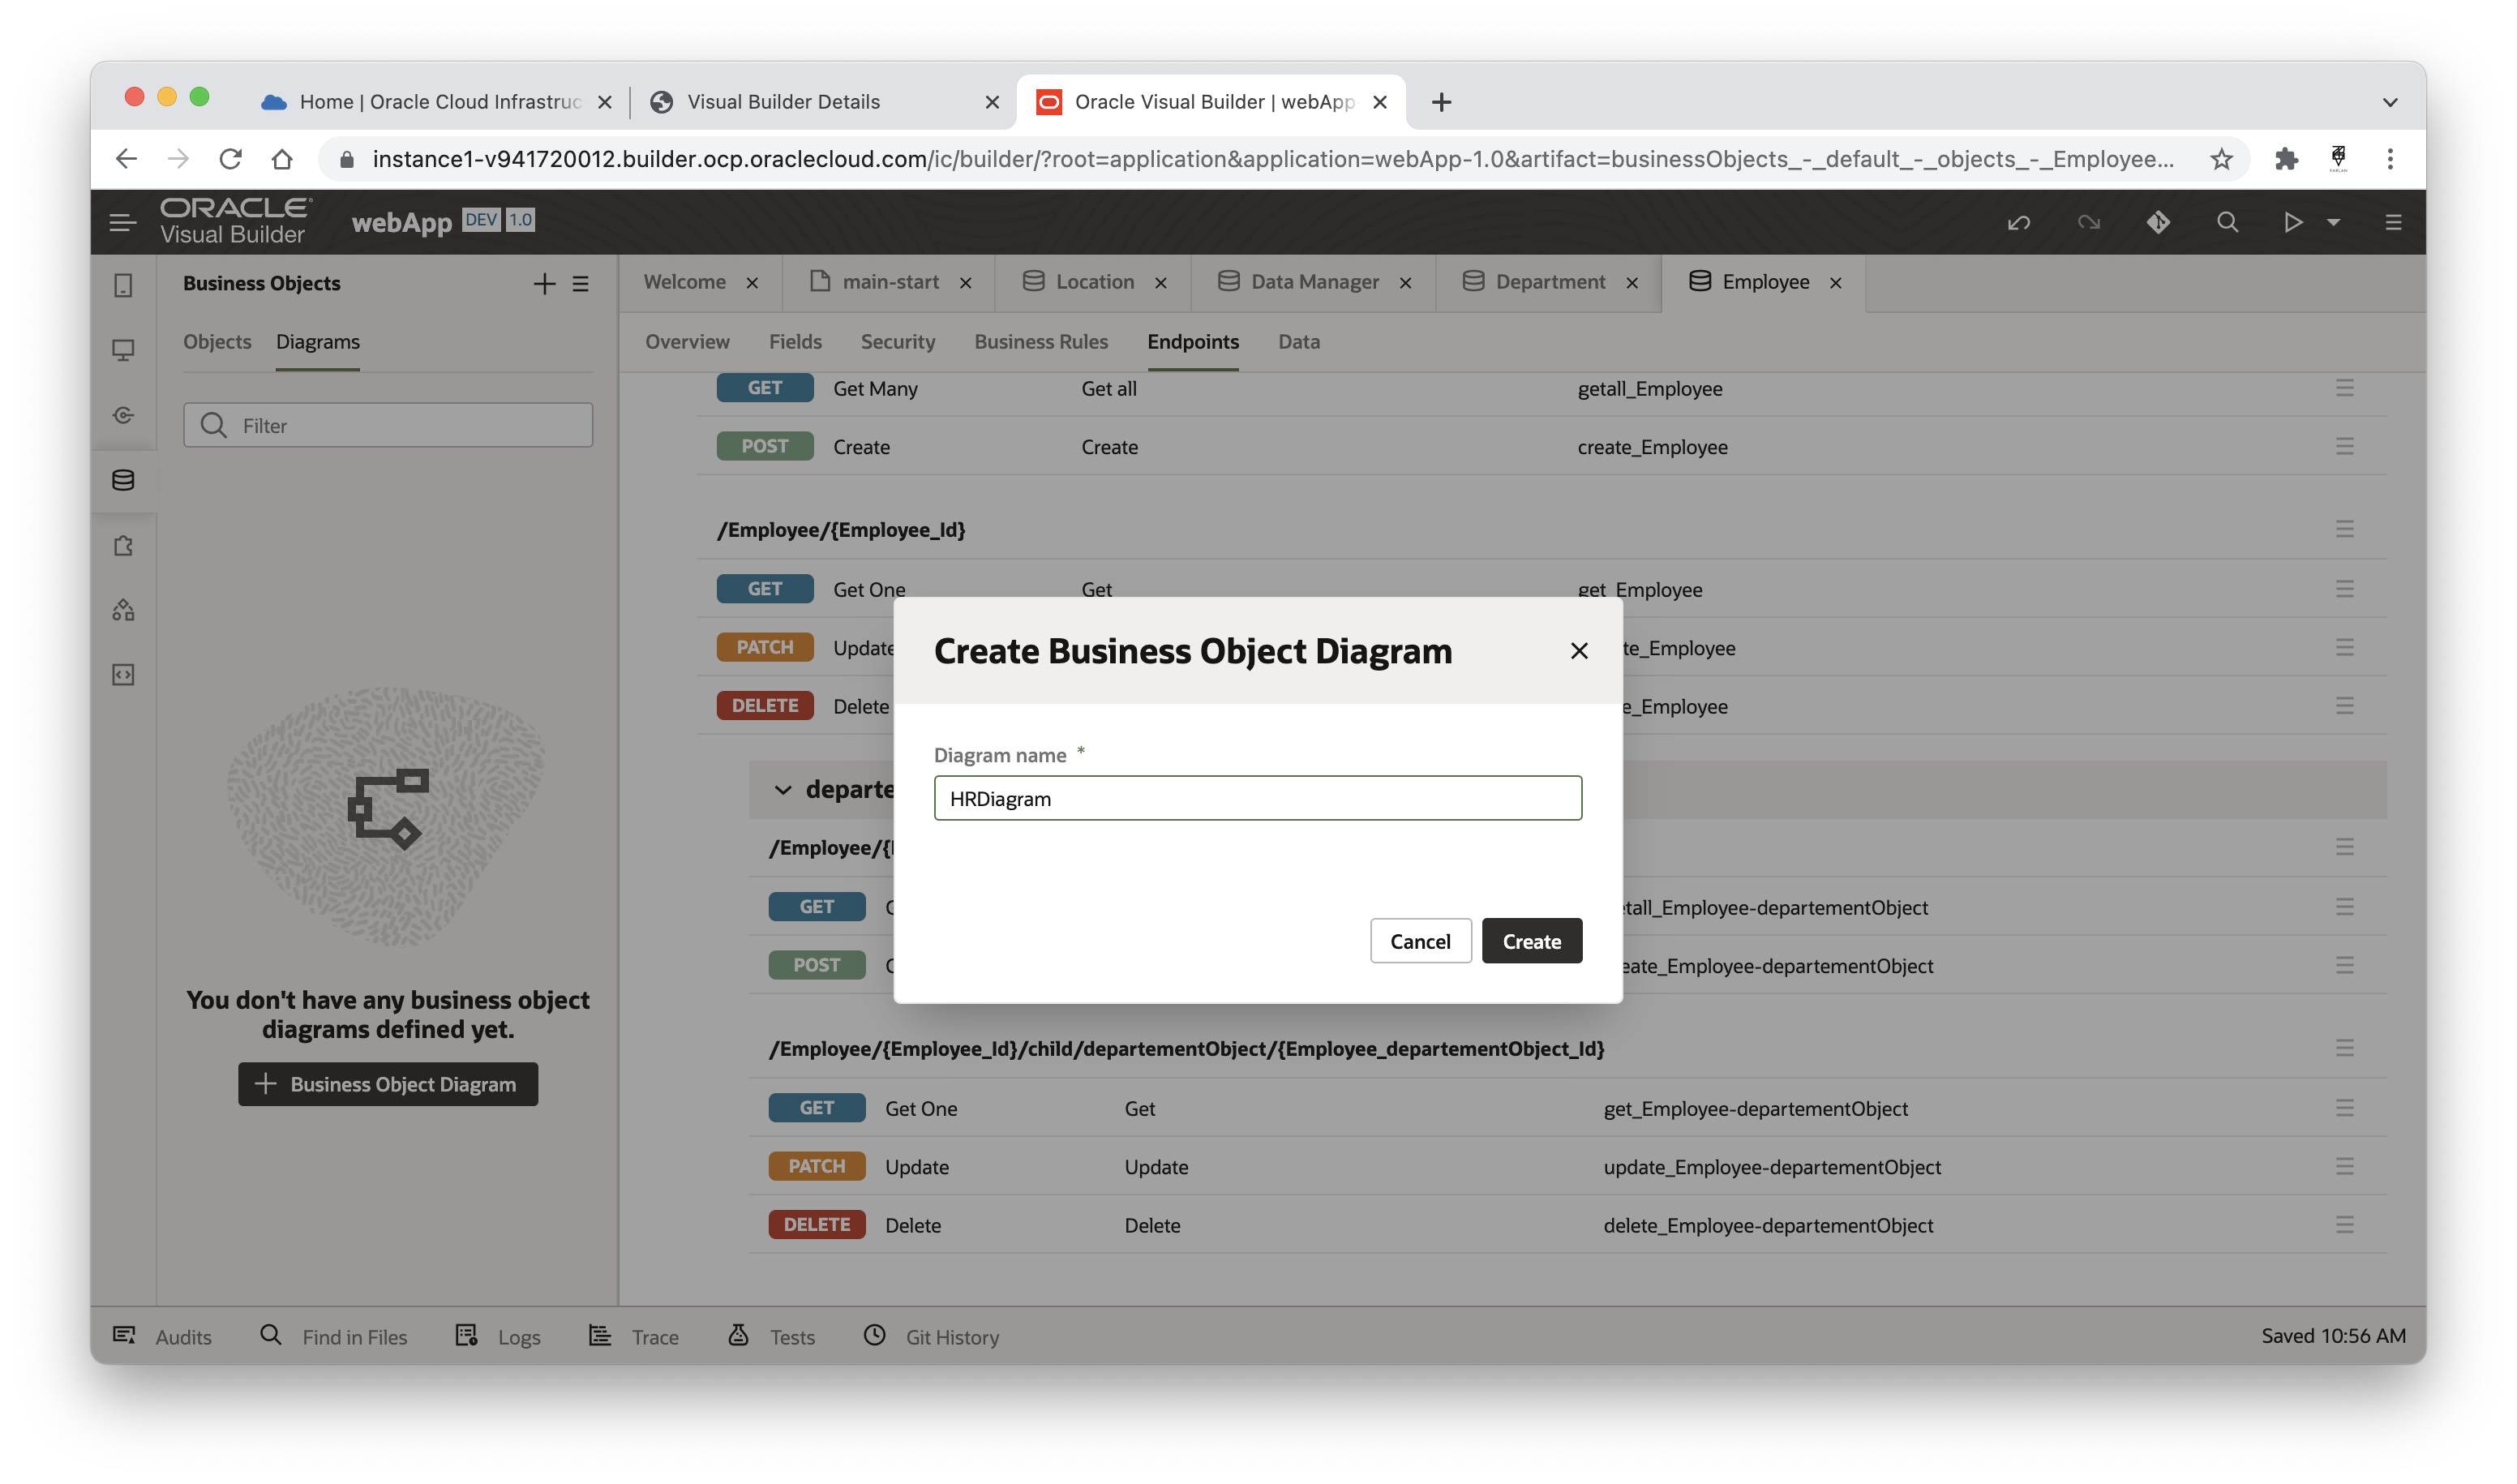 Home | Oracle Cloud Infrastruc
Visual Builder Details
Oracle Visual Builder | webApp
instance1-v941720012.builder.ocp.oraclecloud.com/ic/builder/?root=application&application=webApp-1.0&artifact=businessObjects_-_default_-_objects_-_Employee...
ORACLE
Visual Builder
webApp DEV 1.0
Business Objects
Objects Diagrams
Filter
You don't have any business object
diagrams defined yet.
Business Object Diagram
Welcome
main-start
Location
Data Manager
Department
Employee
Overview Fields Security Business Rules Endpoints Data
GET Get Many Get all getall_Employee
POST Create Create create_Employee
/Employee/{Employee_Id}
GET Get One Get get_Employee
PATCH Update te_Employee
DELETE Delete e_Employee
departe
/Employee/{
GET tall_Employee-departementObject
POST eate_Employee-departementObject
/Employee/{Employee_Id}/child/departementObject/{Employee_departementObject_Id}
GET Get One Get get_Employee-departementObject
PATCH Update Update update_Employee-departementObject
DELETE Delete Delete delete_Employee-departementObject
Create Business Object Diagram
Diagram name *
HRDiagram
Cancel Create
Audits Find in Files Logs Trace Tests Git History
Saved 10:56 AM